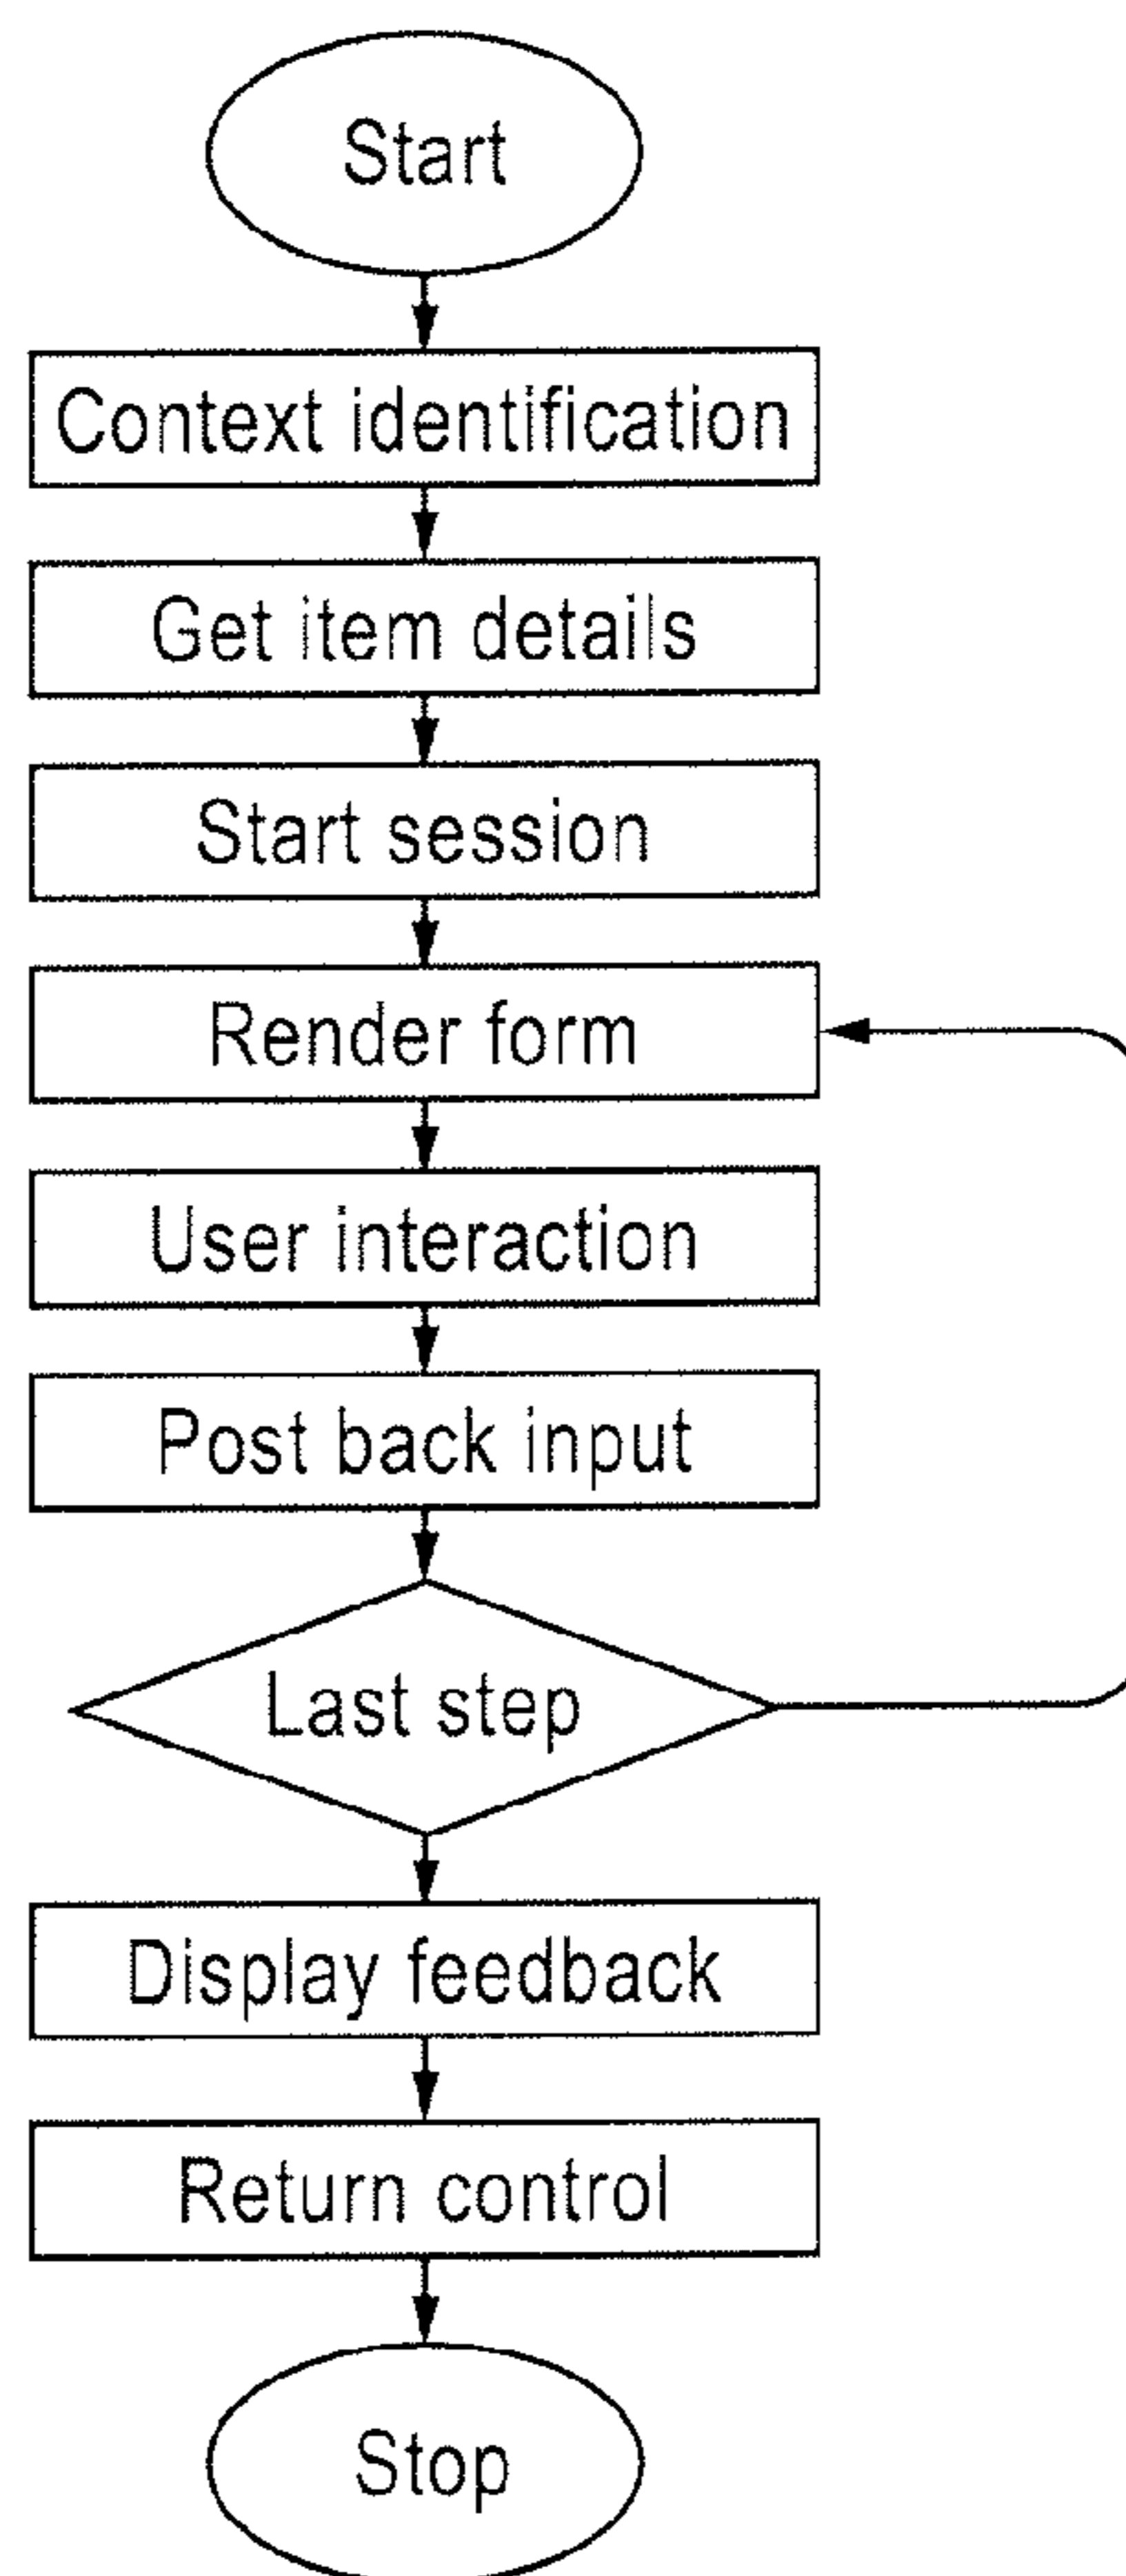 Start
Context identification
Get item details
Start session
Render form
User interaction
Post back input
Last step
Display feedback
Return control
Stop